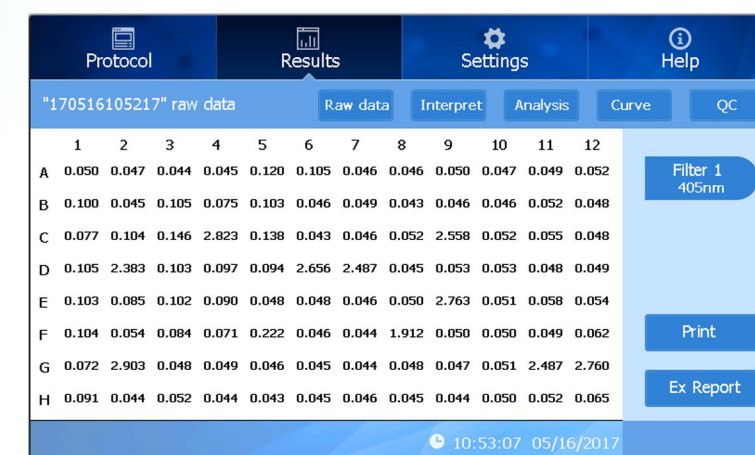 Protocol Results Settings Help
"170516105217" raw data Raw data Interpret Analysis Curve QC
1 2 3 4 5 6 7 8 9 10 11 12
A 0.050 0.047 0.044 0.045 0.120 0.105 0.046 0.046 0.050 0.047 0.049 0.052
Filter 1
405nm
B 0.100 0.045 0.105 0.075 0.103 0.046 0.049 0.043 0.046 0.046 0.052 0.048
C 0.077 0.104 0.146 2.823 0.138 0.043 0.046 0.052 2.558 0.052 0.055 0.048
D 0.105 2.383 0.103 0.097 0.094 2.656 2.487 0.045 0.053 0.053 0.048 0.049
E 0.103 0.085 0.102 0.090 0.048 0.048 0.046 0.050 2.763 0.051 0.058 0.054
F 0.104 0.054 0.084 0.071 0.222 0.046 0.044 1.912 0.050 0.050 0.049 0.062
Print
G 0.072 2.903 0.048 0.049 0.046 0.045 0.044 0.048 0.047 0.051 2.487 2.760
Ex Report
H 0.091 0.044 0.052 0.044 0.043 0.045 0.046 0.045 0.044 0.050 0.052 0.065
10:53:07 05/16/2017